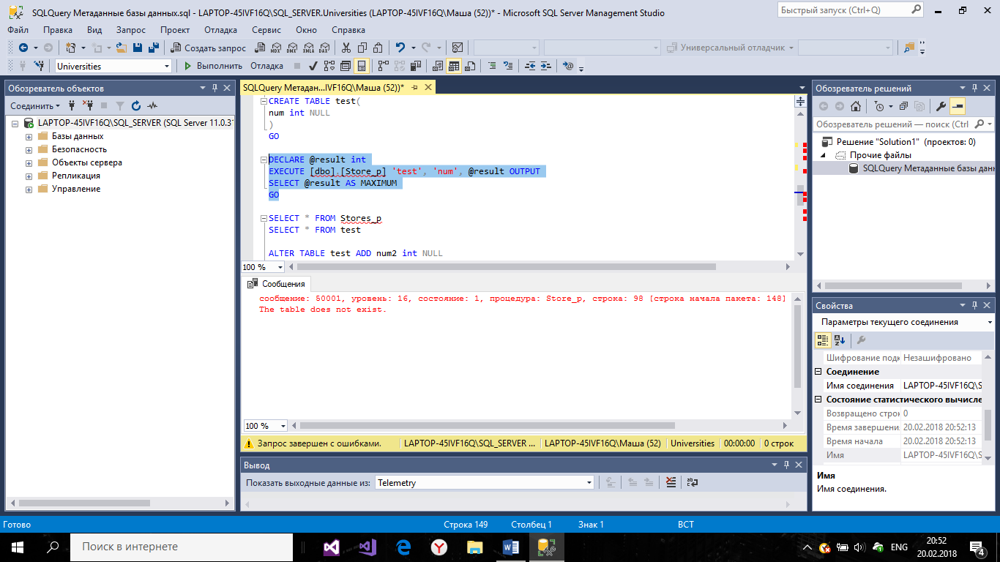 SQLQuery Метаданные базы данных.sql - LAPTOP-45IVF16Q\SQL_SERVER.Universities (LAPTOP-45IVF16Q\Маша (52))* - Microsoft SQL Server Management Studio
Быстрый запуск (Ctrl+Q)
Файл Правка Вид Запрос Проект Отладка Сервис Окно Справка
Создать запрос
MDX DMX XMLA DAX
Универсальный отладчик
Universities
Выполнить Отладка
Обозреватель объектов
Соединить
LAPTOP-45IVF16Q\SQL_SERVER (SQL Server 11.0.31
Базы данных
Безопасность
Объекты сервера
Репликация
Управление
SQLQuery Метадан...IVF16Q\Маша (52))*
CREATE TABLE test(
num int NULL
)
GO
DECLARE @result int
EXECUTE [dbo].[Store_p] 'test', 'num', @result OUTPUT
SELECT @result AS MAXIMUM
GO
SELECT * FROM Stores_p
SELECT * FROM test
ALTER TABLE test ADD num2 int NULL
100 %
Сообщения
сообщение: 50001, уровень: 16, состояние: 1, процедура: Store_p, строка: 98 [строка начала пакета: 148]
The table does not exist.
100 %
Запрос завершен с ошибками.
LAPTOP-45IVF16Q\SQL_SERVER ...
LAPTOP-45IVF16Q\Маша (52)
Universities
00:00:00
0 строк
Вывод
Показать выходные данные из:
Telemetry
Обозреватель решений
Обозреватель решений — поиск (Ctrl
Решение "Solution1" (проектов: 0)
Прочие файлы
SQLQuery Метаданные базы дан
Свойства
Параметры текущего соединения
Шифрование подк Незашифровано
Соединение
Имя соединения LAPTOP-45IVF16Q\S
Состояние статистического вычисле
Возвращено строк 0
Время завершени 20.02.2018 20:52:13
Время начала 20.02.2018 20:52:13
Имя LAPTOP-45IVF16Q\S
Имя
Имя соединения.
Готово
Строка 149
Столбец 1
Знак 1
ВСТ
Поиск в интернете
ENG
20:52
20.02.2018
4